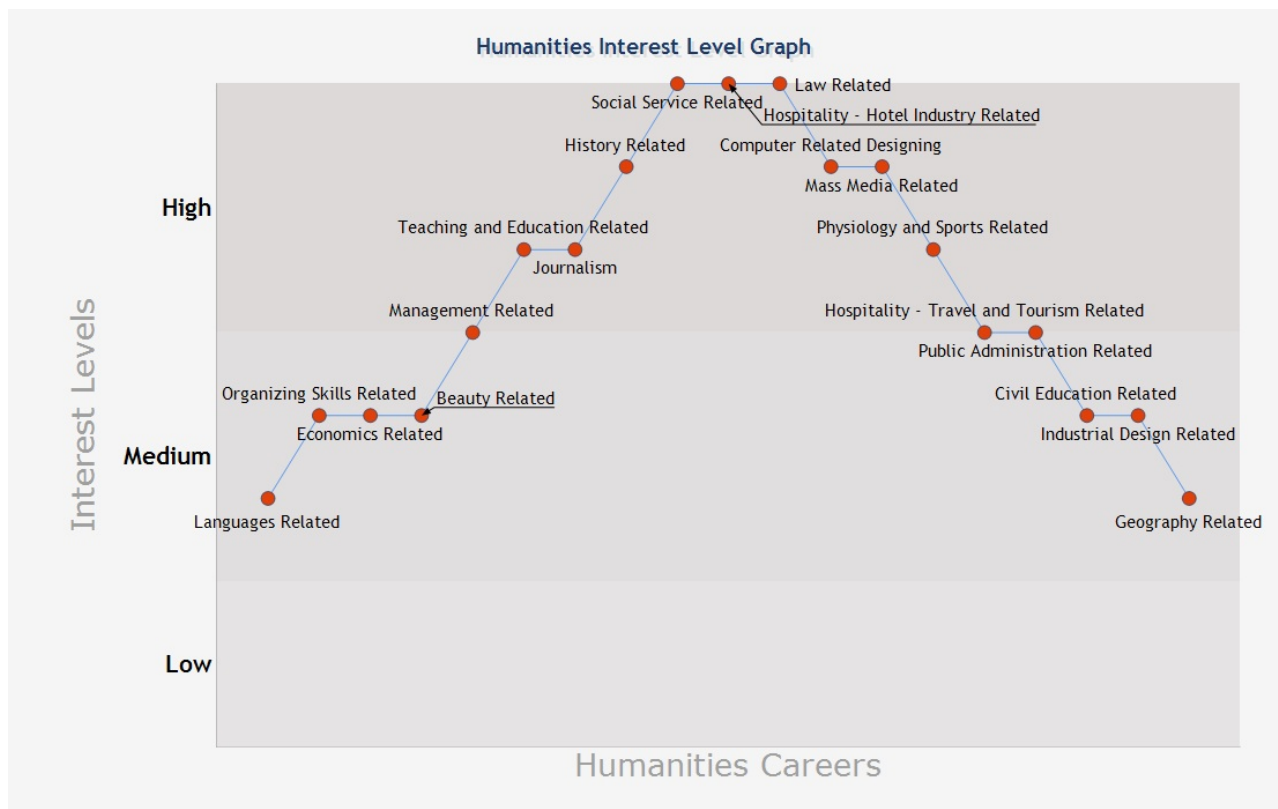 Humanities Interest Level Graph
Law Related
Social Service Related
Hospitality - Hotel Industry Related
History Related
Computer Related Designing
Mass Media Related
High
Teaching and Education Related
Physiology and Sports Related
Journalism
Management Related
Hospitality - Travel and Tourism Related
Public Administration Related
Interest Levels
Organizing Skills Related
Beauty Related
Civil Education Related
Economics Related
Industrial Design Related
Medium
Languages Related
Geography Related
Low
Humanities Careers